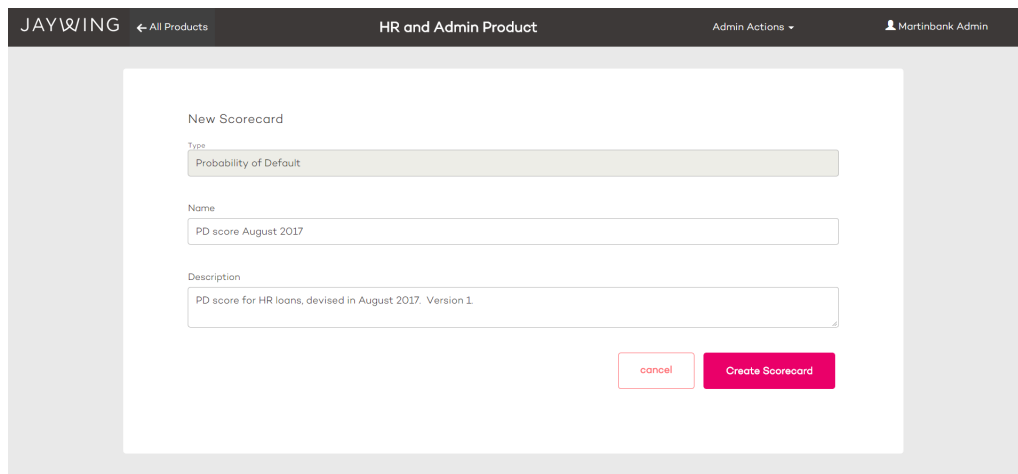 JAYWING ← All Products HR and Admin Product Admin Actions Martinbank Admin
New Scorecard
Type
Probability of Default
Name
PD score August 2017
Description
PD score for HR loans, devised in August 2017. Version 1.
cancel Create Scorecard